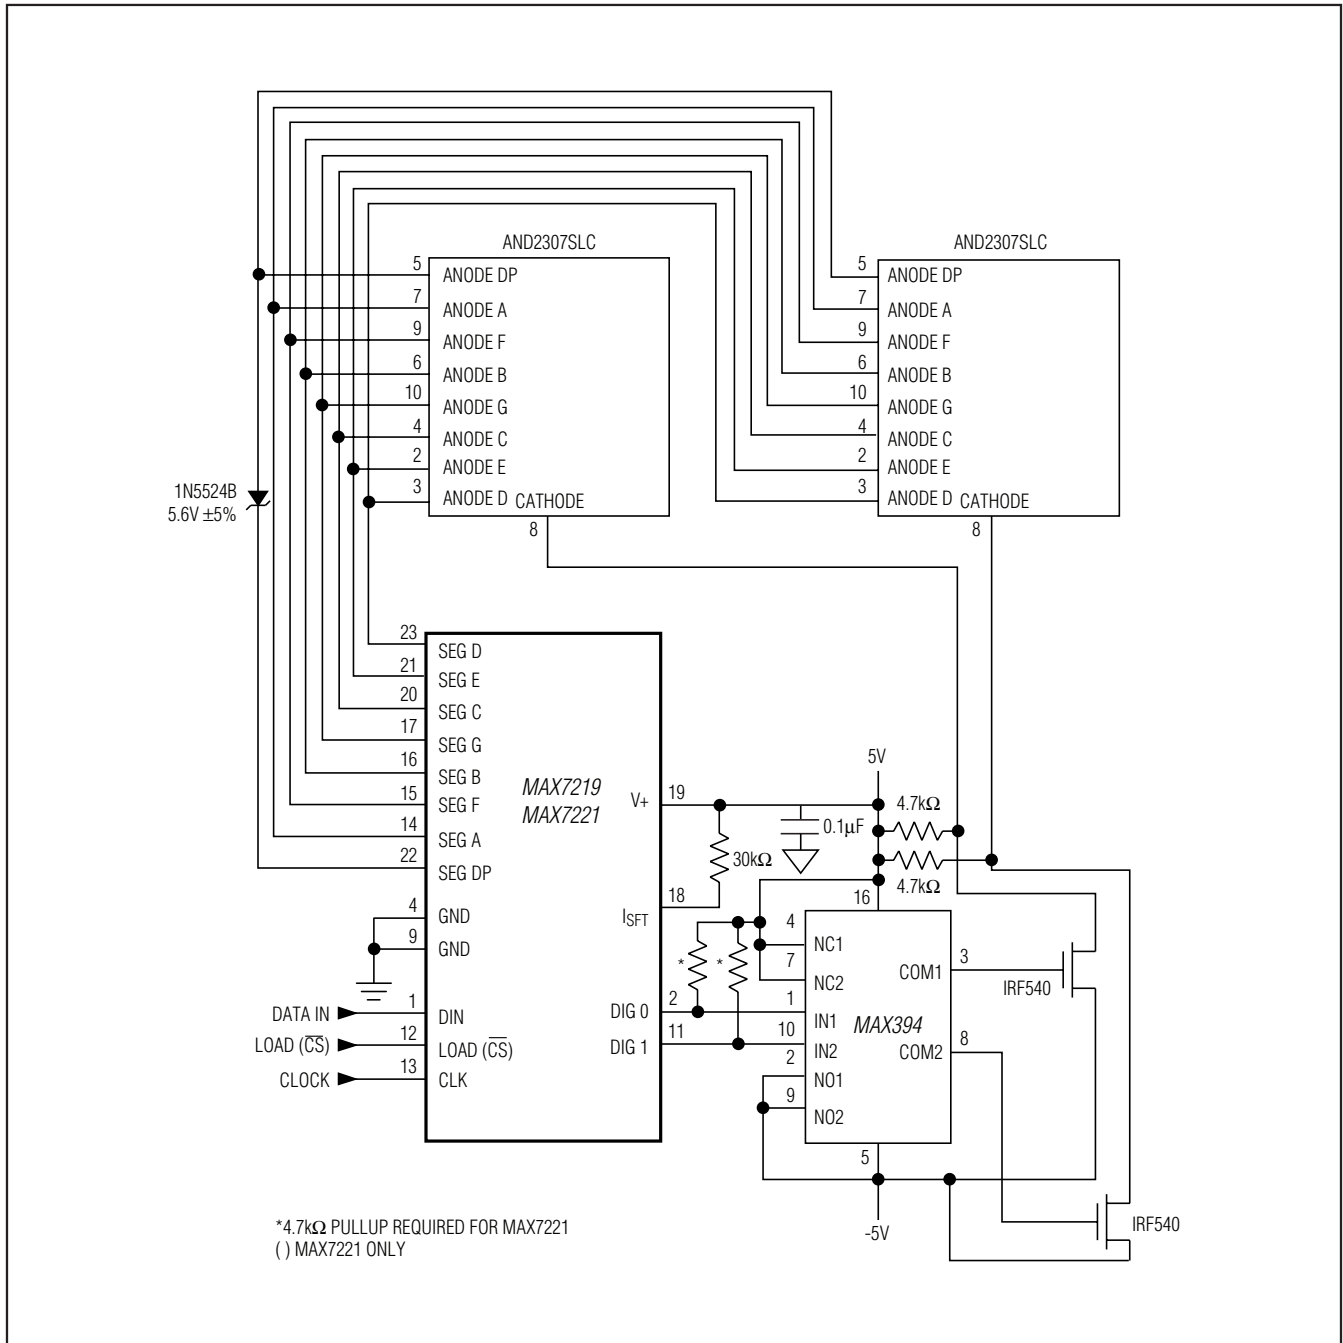 AND2307SLC
5 ANODE DP
7 ANODE A
9 ANODE F
6 ANODE B
10 ANODE G
4 ANODE C
2 ANODE E
3 ANODE D CATHODE
8
AND2307SLC
5 ANODE DP
7 ANODE A
9 ANODE F
6 ANODE B
10 ANODE G
4 ANODE C
2 ANODE E
3 ANODE D CATHODE
8
1N5524B
5.6V ±5%
23 SEG D
21 SEG E
20 SEG C
17 SEG G
16 SEG B
15 SEG F
14 SEG A
22 SEG DP
4 GND
9 GND
DATA IN 1 DIN
LOAD (C̅S̅) 12 LOAD (C̅S̅)
CLOCK 13 CLK
MAX7219
MAX7221
V+ 19
ISFT 18
DIG 0 2
DIG 1 11
30kΩ
0.1µF
5V
4.7kΩ
4.7kΩ
*
*
16
4 NC1
7 NC2
1 IN1
10 IN2
2 NO1
9 NO2
MAX394
COM1 3
COM2 8
5
-5V
IRF540
IRF540
*4.7kΩ PULLUP REQUIRED FOR MAX7221
( ) MAX7221 ONLY